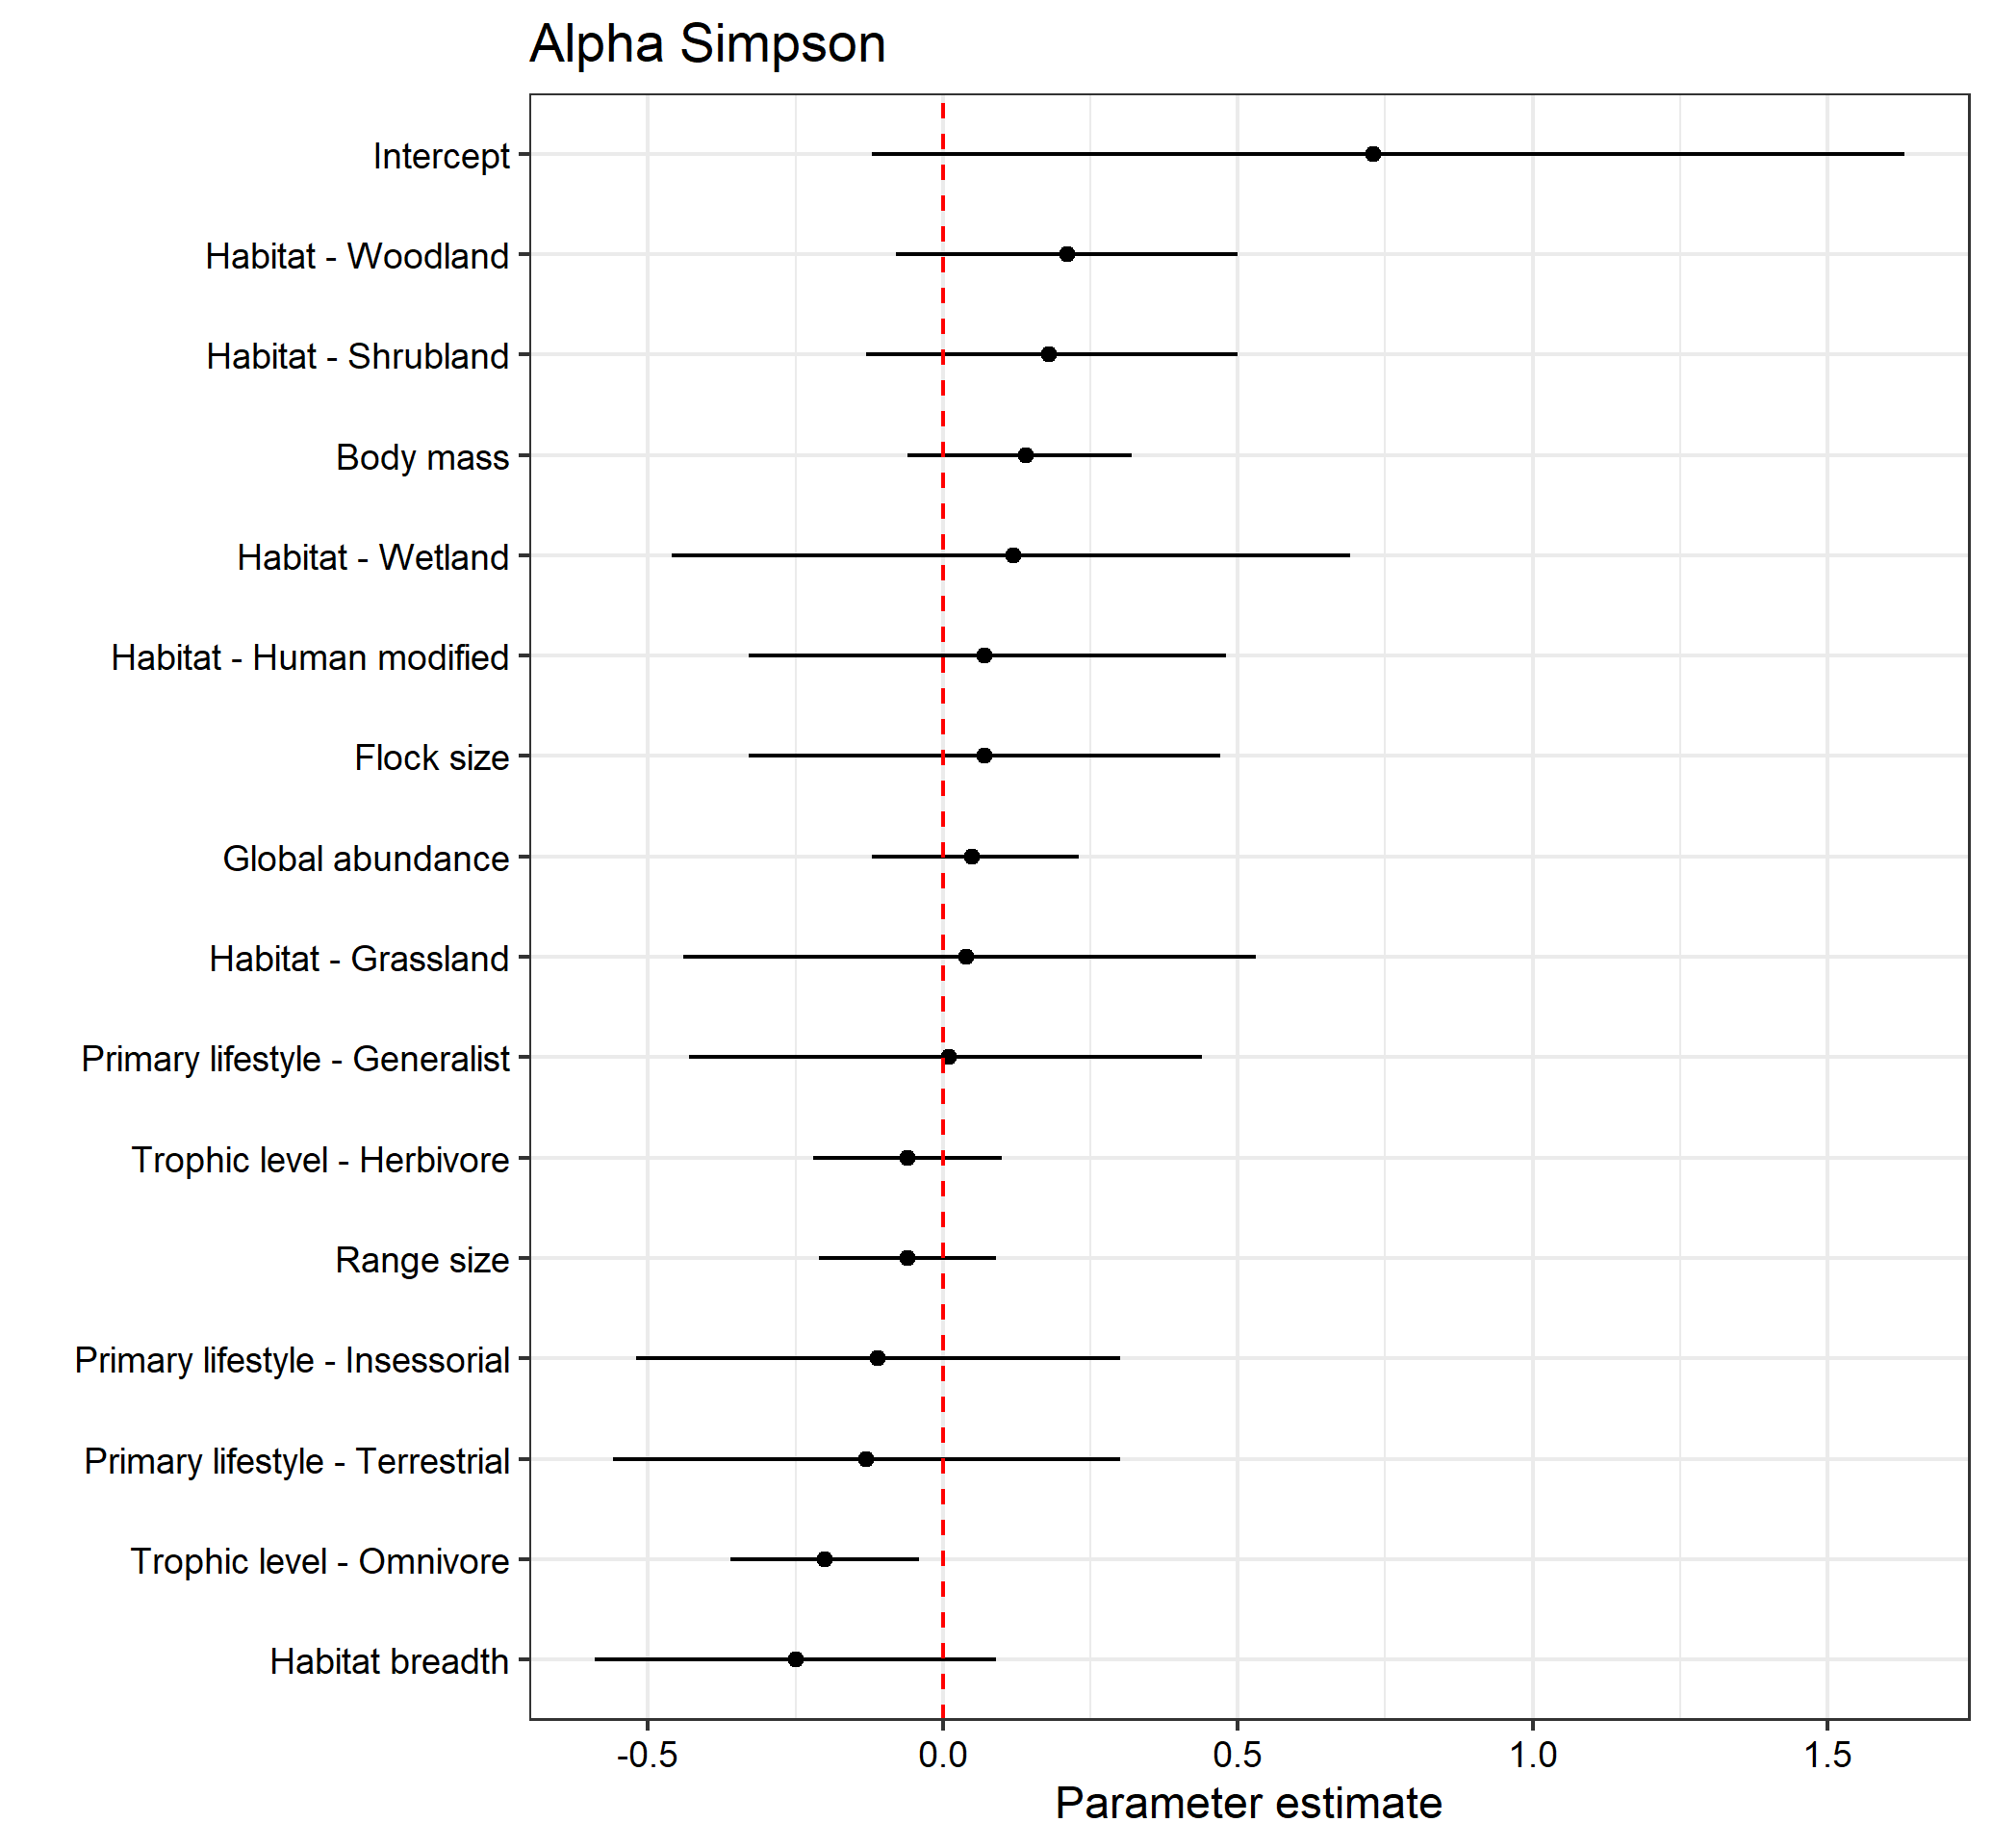 Alpha Simpson
Intercept
Habitat - Woodland
Habitat - Shrubland
Body mass
Habitat - Wetland
Habitat - Human modified
Flock size
Global abundance
Habitat - Grassland
Primary lifestyle - Generalist
Trophic level - Herbivore
Range size
Primary lifestyle - Insessorial
Primary lifestyle - Terrestrial
Trophic level - Omnivore
Habitat breadth
-0.5 0.0 0.5 1.0 1.5
Parameter estimate